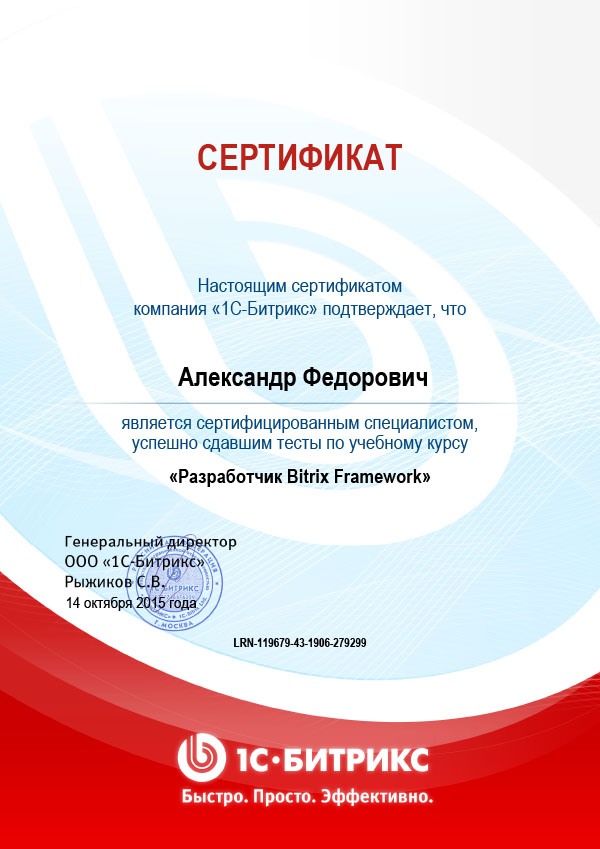 СЕРТИФИКАТ
Настоящим сертификатом
компания «1С-Битрикс» подтверждает, что
Александр Федорович
является сертифицированным специалистом,
успешно сдавшим тесты по учебному курсу
«Разработчик Bitrix Framework»
Генеральный директор
ООО «1С-Битрикс»
Рыжиков С.В.
14 октября 2015 года
1С-БИТРИКС
Г.МОСКВА
LRN-119679-43-1906-279299
1С·БИТРИКС
Быстро. Просто. Эффективно.